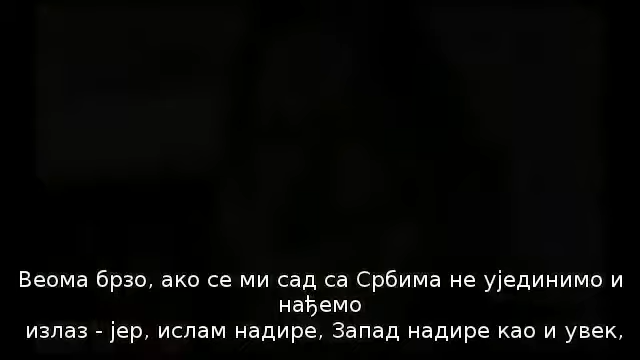 Веома брзо, ако се ми сад са Србима не ујединимо и
нађемо
излаз - јер, ислам надире, Запад надире као и увек,